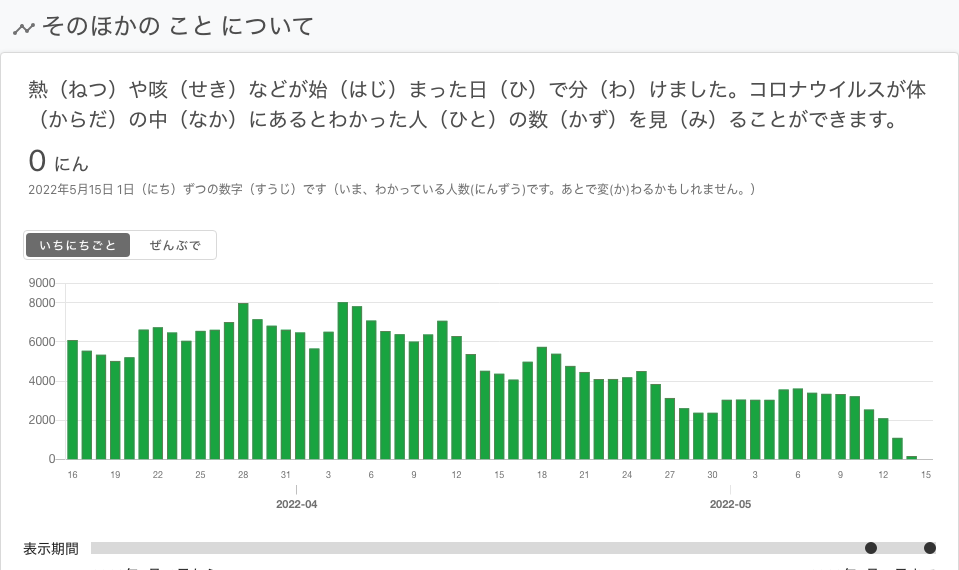 そのほかの こと について
熱（ねつ）や咳（せき）などが始（はじ）まった日（ひ）で分（わ）けました。コロナウイルスが体
（からだ）の中（なか）にあるとわかった人（ひと）の数（かず）を見（み）ることができます。
0 にん
2022年5月15日 1日（にち）ずつの数字（すうじ）です（いま、わかっている人数(にんずう)です。あとで変(か)わるかもしれません。）
いちにちごと ぜんぶで
9000
8000
6000
4000
2000
0
16 19 22 25 28 31 3 6 9 12 15 18 21 24 27 30 3 6 9 12 15
2022-04 2022-05
表示期間